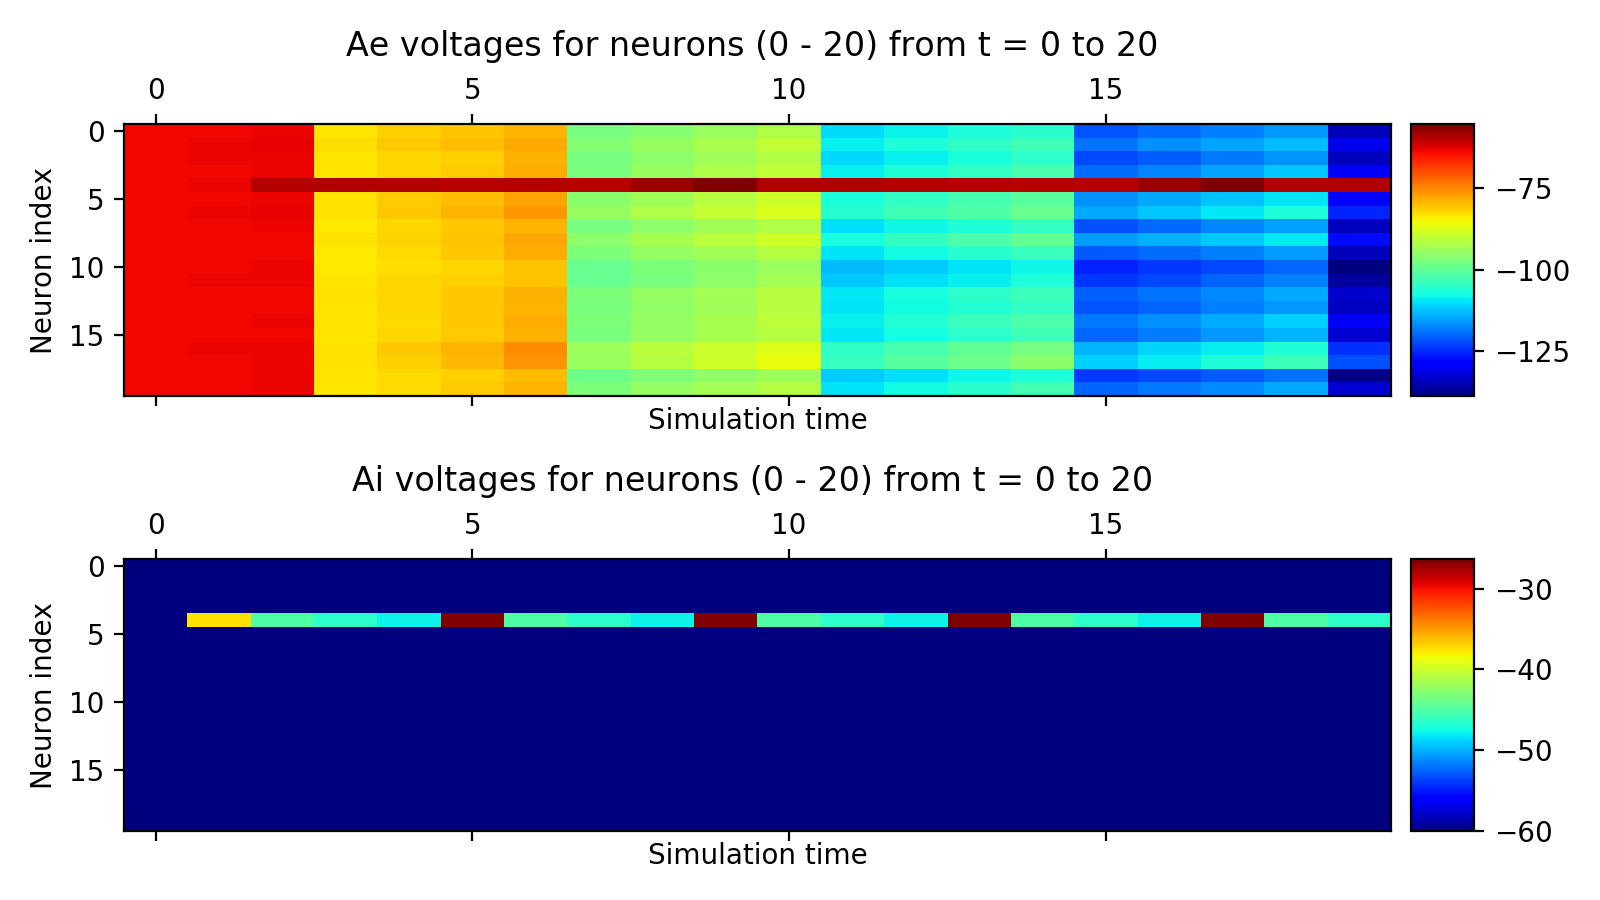 Ae voltages for neurons (0 - 20) from t = 0 to 20
0 5 10 15
Neuron index
0
5
10
15
−75
−100
−125
Simulation time
Ai voltages for neurons (0 - 20) from t = 0 to 20
0 5 10 15
Neuron index
0
5
10
15
−30
−40
−50
−60
Simulation time